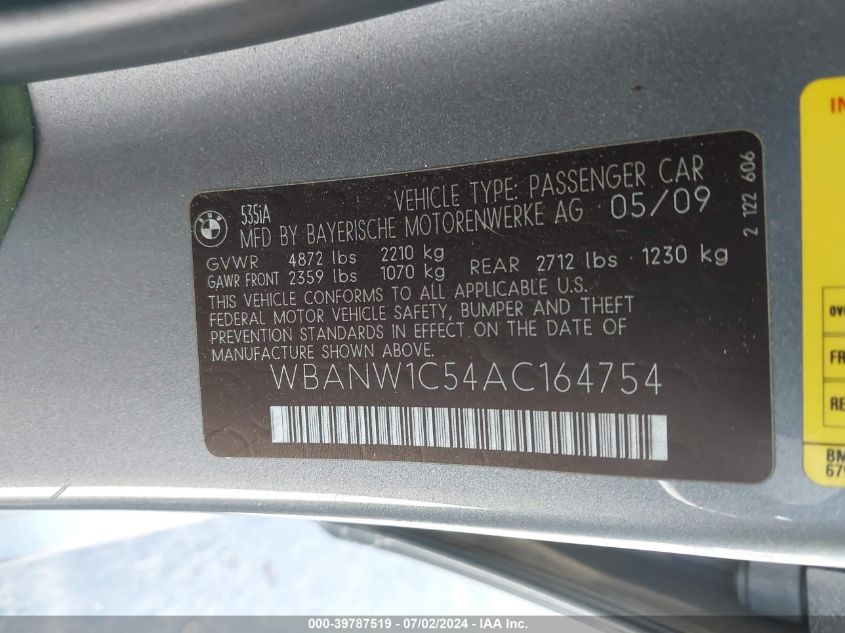 BMW
535iA
VEHICLE TYPE: PASSENGER CAR
MFD BY BAYERISCHE MOTORENWERKE AG 05/09
GVWR 4872 lbs 2210 kg
GAWR FRONT 2359 lbs 1070 kg REAR 2712 lbs · 1230 kg
THIS VEHICLE CONFORMS TO ALL APPLICABLE U.S.
FEDERAL MOTOR VEHICLE SAFETY, BUMPER AND THEFT
PREVENTION STANDARDS IN EFFECT ON THE DATE OF
MANUFACTURE SHOWN ABOVE.
WBANW1C54AC164754
2 122 606
000-39787519 | 07/02/2024 - © IAA, Inc.